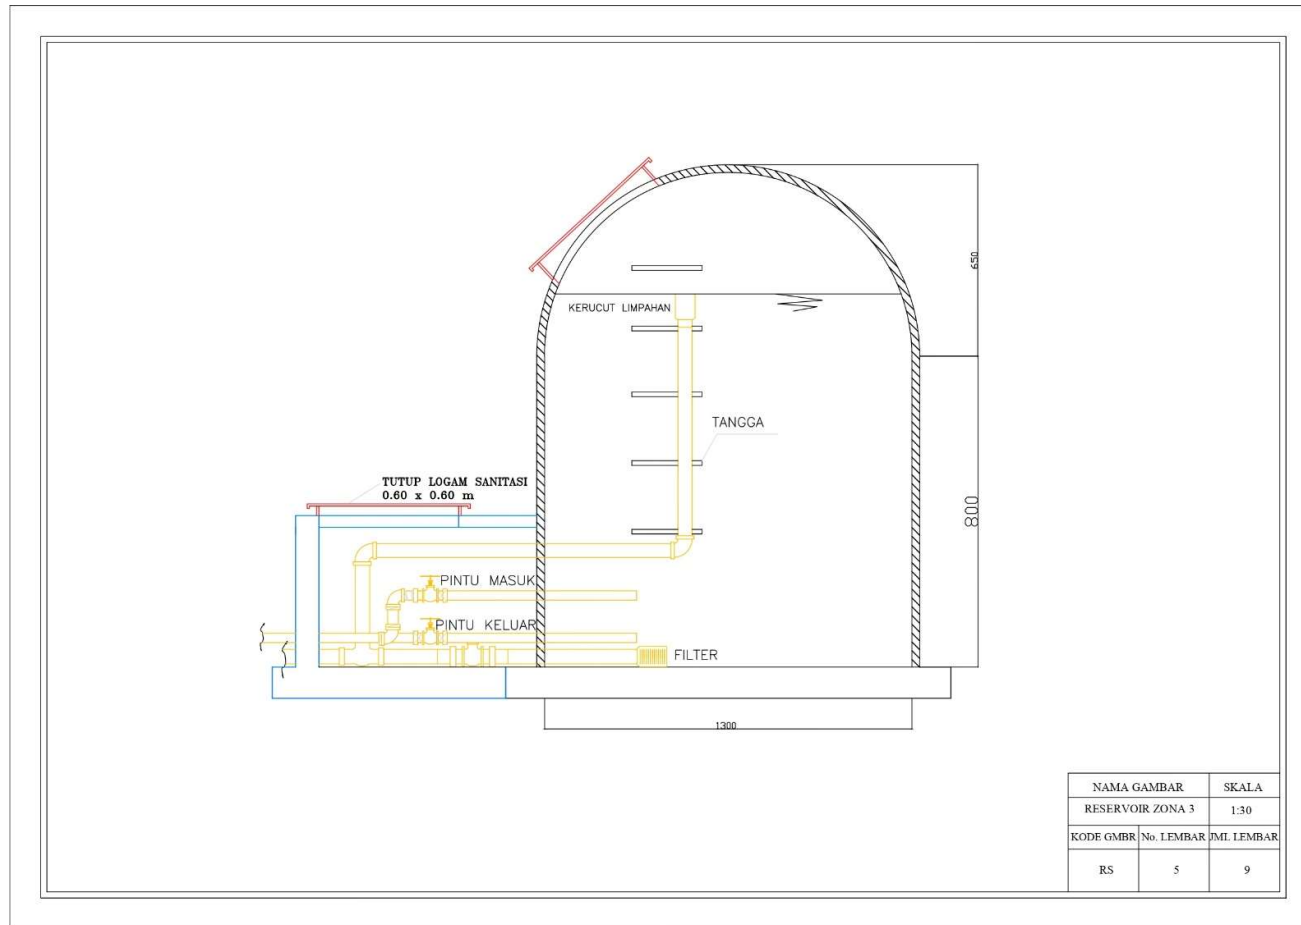 650
KERUCUT LIMPAHAN
TANGGA
TUTUP LOGAM SANITASI
0.60 x 0.60 m
800
PINTU MASUK
PINTU KELUAR
FILTER
1300
NAMA GAMBAR SKALA
RESERVOIR ZONA 3 1:30
KODE GMBR No. LEMBAR JML LEMBAR
RS 5 9